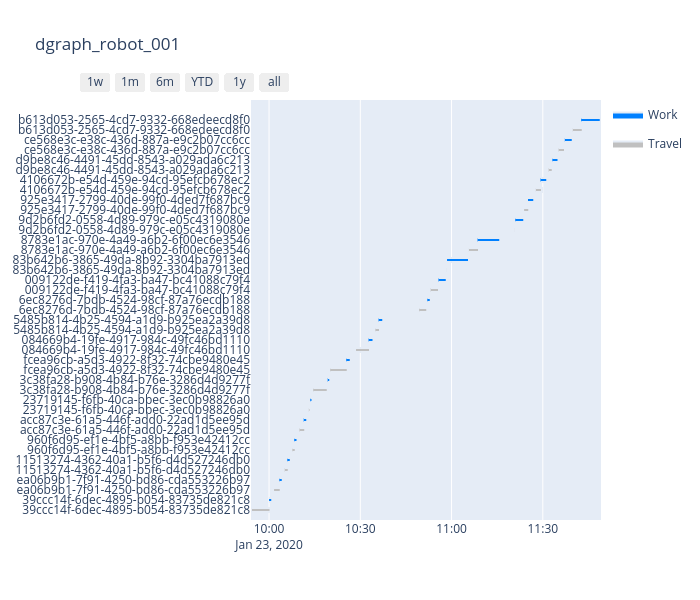 dgraph_robot_001
1w 1m 6m YTD 1y all
Work
Travel
b613d053-2565-4cd7-9332-668edeecd8f0
b613d053-2565-4cd7-9332-668edeecd8f0
ce568e3c-e38c-436d-887a-e9c2b07cc6cc
ce568e3c-e38c-436d-887a-e9c2b07cc6cc
d9be8c46-4491-45dd-8543-a029ada6c213
d9be8c46-4491-45dd-8543-a029ada6c213
4106672b-e54d-459e-94cd-95efcb678ec2
4106672b-e54d-459e-94cd-95efcb678ec2
925e3417-2799-40de-99f0-4ded7f687bc9
925e3417-2799-40de-99f0-4ded7f687bc9
9d2b6fd2-0558-4d89-979c-e05c4319080e
9d2b6fd2-0558-4d89-979c-e05c4319080e
8783e1ac-970e-4a49-a6b2-6f00ec6e3546
8783e1ac-970e-4a49-a6b2-6f00ec6e3546
83b642b6-3865-49da-8b92-3304ba7913ed
83b642b6-3865-49da-8b92-3304ba7913ed
009122de-f419-4fa3-ba47-bc41088c79f4
009122de-f419-4fa3-ba47-bc41088c79f4
6ec8276d-7bdb-4524-98cf-87a76ecdb188
6ec8276d-7bdb-4524-98cf-87a76ecdb188
5485b814-4b25-4594-a1d9-b925ea2a39d8
5485b814-4b25-4594-a1d9-b925ea2a39d8
084669b4-19fe-4917-984c-49fc46bd1110
084669b4-19fe-4917-984c-49fc46bd1110
fcea96cb-a5d3-4922-8f32-74cbe9480e45
fcea96cb-a5d3-4922-8f32-74cbe9480e45
3c38fa28-b908-4b84-b76e-3286d4d9277f
3c38fa28-b908-4b84-b76e-3286d4d9277f
23719145-f6fb-40ca-bbec-3ec0b98826a0
23719145-f6fb-40ca-bbec-3ec0b98826a0
acc87c3e-61a5-446f-add0-22ad1d5ee95d
acc87c3e-61a5-446f-add0-22ad1d5ee95d
960f6d95-ef1e-4bf5-a8bb-f953e42412cc
960f6d95-ef1e-4bf5-a8bb-f953e42412cc
11513274-4362-40a1-b5f6-d4d527246db0
11513274-4362-40a1-b5f6-d4d527246db0
ea06b9b1-7f91-4250-bd86-cda553226b97
ea06b9b1-7f91-4250-bd86-cda553226b97
39ccc14f-6dec-4895-b054-83735de821c8
39ccc14f-6dec-4895-b054-83735de821c8
10:00 10:30 11:00 11:30
Jan 23, 2020